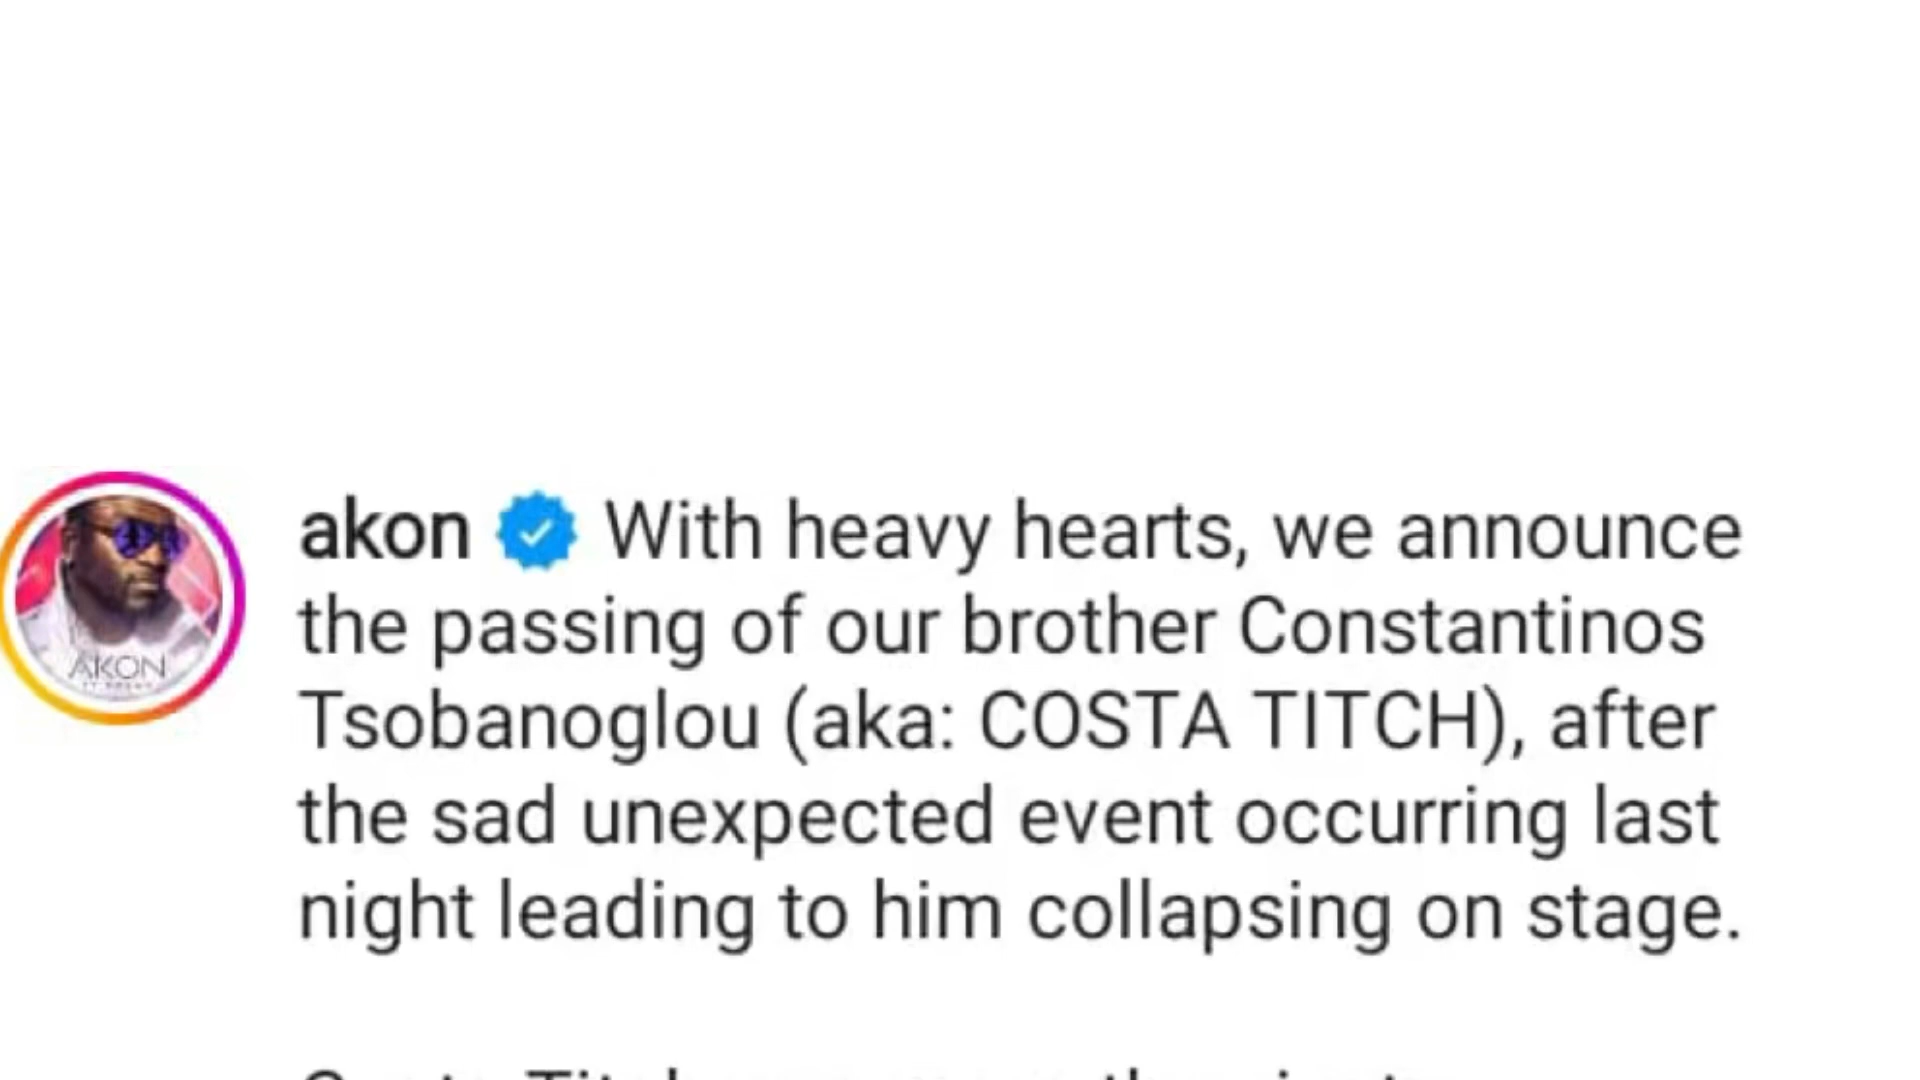 akon With heavy hearts, we announce
the passing of our brother Constantinos
Tsobanoglou (aka: COSTA TITCH), after
the sad unexpected event occurring last
night leading to him collapsing on stage.
AKON